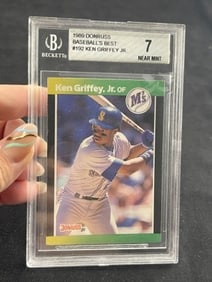 BECKETT
1989 DONRUSS
BASEBALL'S BEST
#192 KEN GRIFFEY, JR.
7
NEAR MINT
Ken Griffey, Jr. OF
M's
Donruss